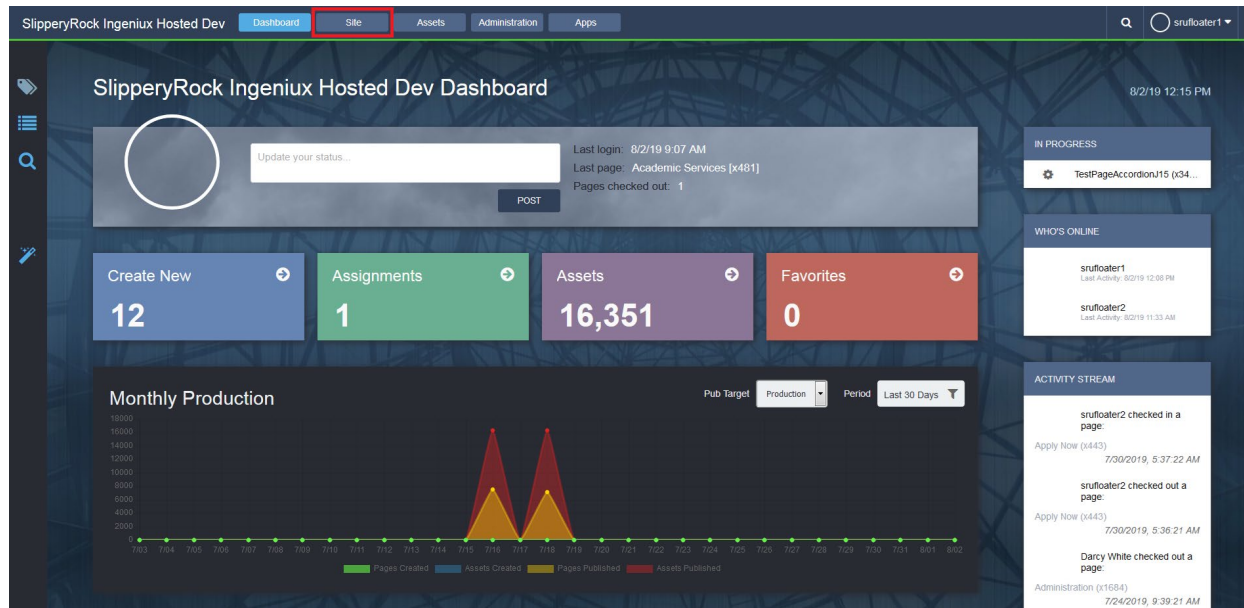 SlipperyRock Ingeniux Hosted Dev Dashboard Site Assets Administration Apps srufloater1
SlipperyRock Ingeniux Hosted Dev Dashboard
8/2/19 12:15 PM
Update your status...
POST
Last login: 8/2/19 9:07 AM
Last page: Academic Services [x481]
Pages checked out: 1
IN PROGRESS
TestPageAccordionJ15 (x34...
WHO'S ONLINE
srufloater1
Last Activity: 8/2/19 12:08 PM
srufloater2
Last Activity: 8/2/19 11:33 AM
Create New
12
Assignments
1
Assets
16,351
Favorites
0
Monthly Production
Pub Target Production Period Last 30 Days
18000
16000
14000
12000
10000
8000
6000
4000
2000
0
7/03 7/04 7/05 7/06 7/07 7/08 7/09 7/10 7/11 7/12 7/13 7/14 7/15 7/16 7/17 7/18 7/19 7/20 7/21 7/22 7/23 7/24 7/25 7/26 7/27 7/28 7/29 7/30 7/31 8/01 8/02
Pages Created Assets Created Pages Published Assets Published
ACTIVITY STREAM
srufloater2 checked in a
page:
Apply Now (x443)
7/30/2019, 5:37:22 AM
srufloater2 checked out a
page:
Apply Now (x443)
7/30/2019, 5:36:21 AM
Darcy White checked out a
page:
Administration (x1684)
7/24/2019, 9:39:21 AM